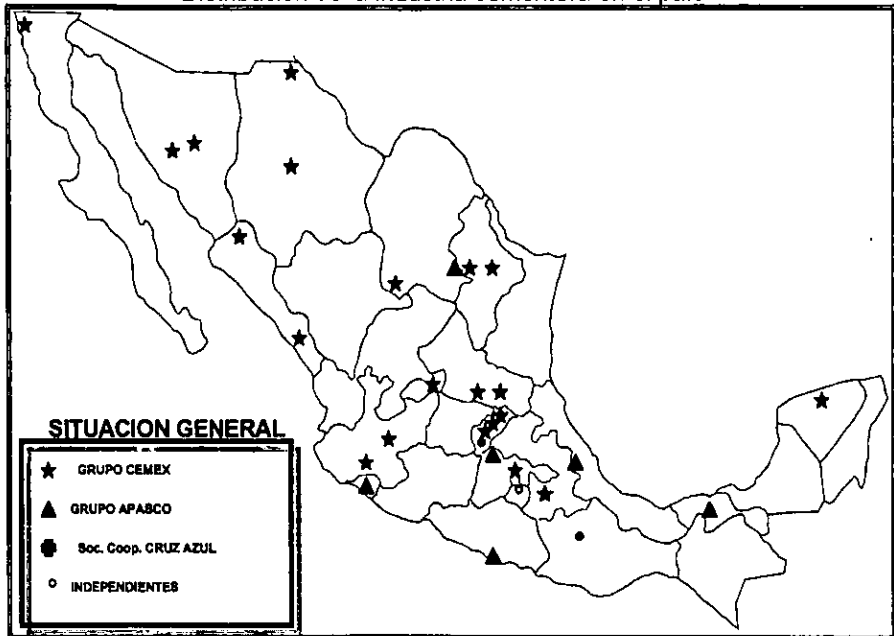 SITUACION GENERAL
GRUPO CEMEX
GRUPO APASCO
Soc. Coop. CRUZ AZUL
INDEPENDIENTES